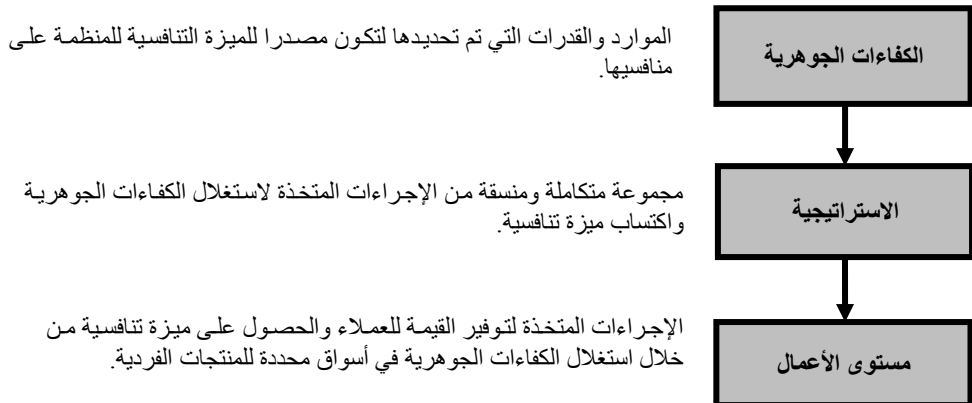 الكفاءات الجوهرية
الموارد والقدرات التي تم تحديدها لتكون مصدرا للميزة التنافسية للمنظمة على
منافسيها.
الاستراتيجية
مجموعة متكاملة ومنسقة من الإجراءات المتخذة لاستغلال الكفاءات الجوهرية
واكتساب ميزة تنافسية.
مستوى الأعمال
الإجراءات المتخذة لتوفير القيمة للعملاء والحصول على ميزة تنافسية من
خلال استغلال الكفاءات الجوهرية في أسواق محددة للمنتجات الفردية.